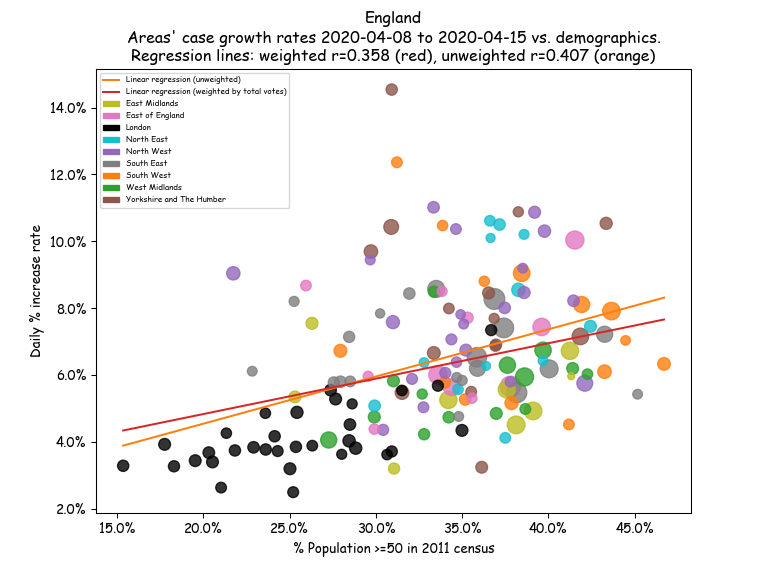 England
Areas' case growth rates 2020-04-08 to 2020-04-15 vs. demographics.
Regression lines: weighted r=0.358 (red), unweighted r=0.407 (orange)
Linear regression (unweighted)
Linear regression (weighted by total votes)
East Midlands
East of England
London
North East
North West
South East
South West
West Midlands
Yorkshire and The Humber
Daily % increase rate
14.0%
12.0%
10.0%
8.0%
6.0%
4.0%
2.0%
15.0% 20.0% 25.0% 30.0% 35.0% 40.0% 45.0%
% Population >=50 in 2011 census